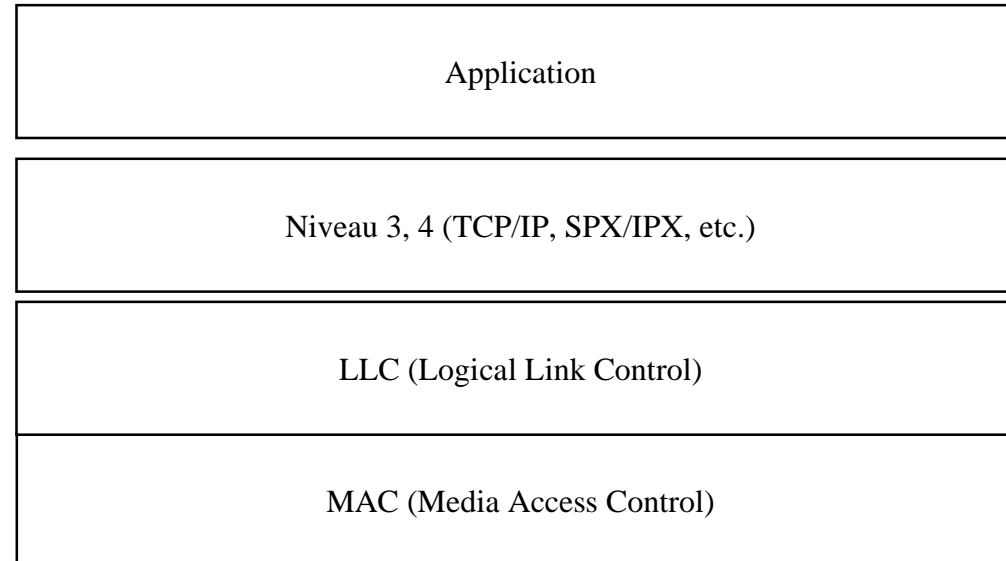 Application
Niveau 3, 4 (TCP/IP, SPX/IPX, etc.)
LLC (Logical Link Control)
MAC (Media Access Control)